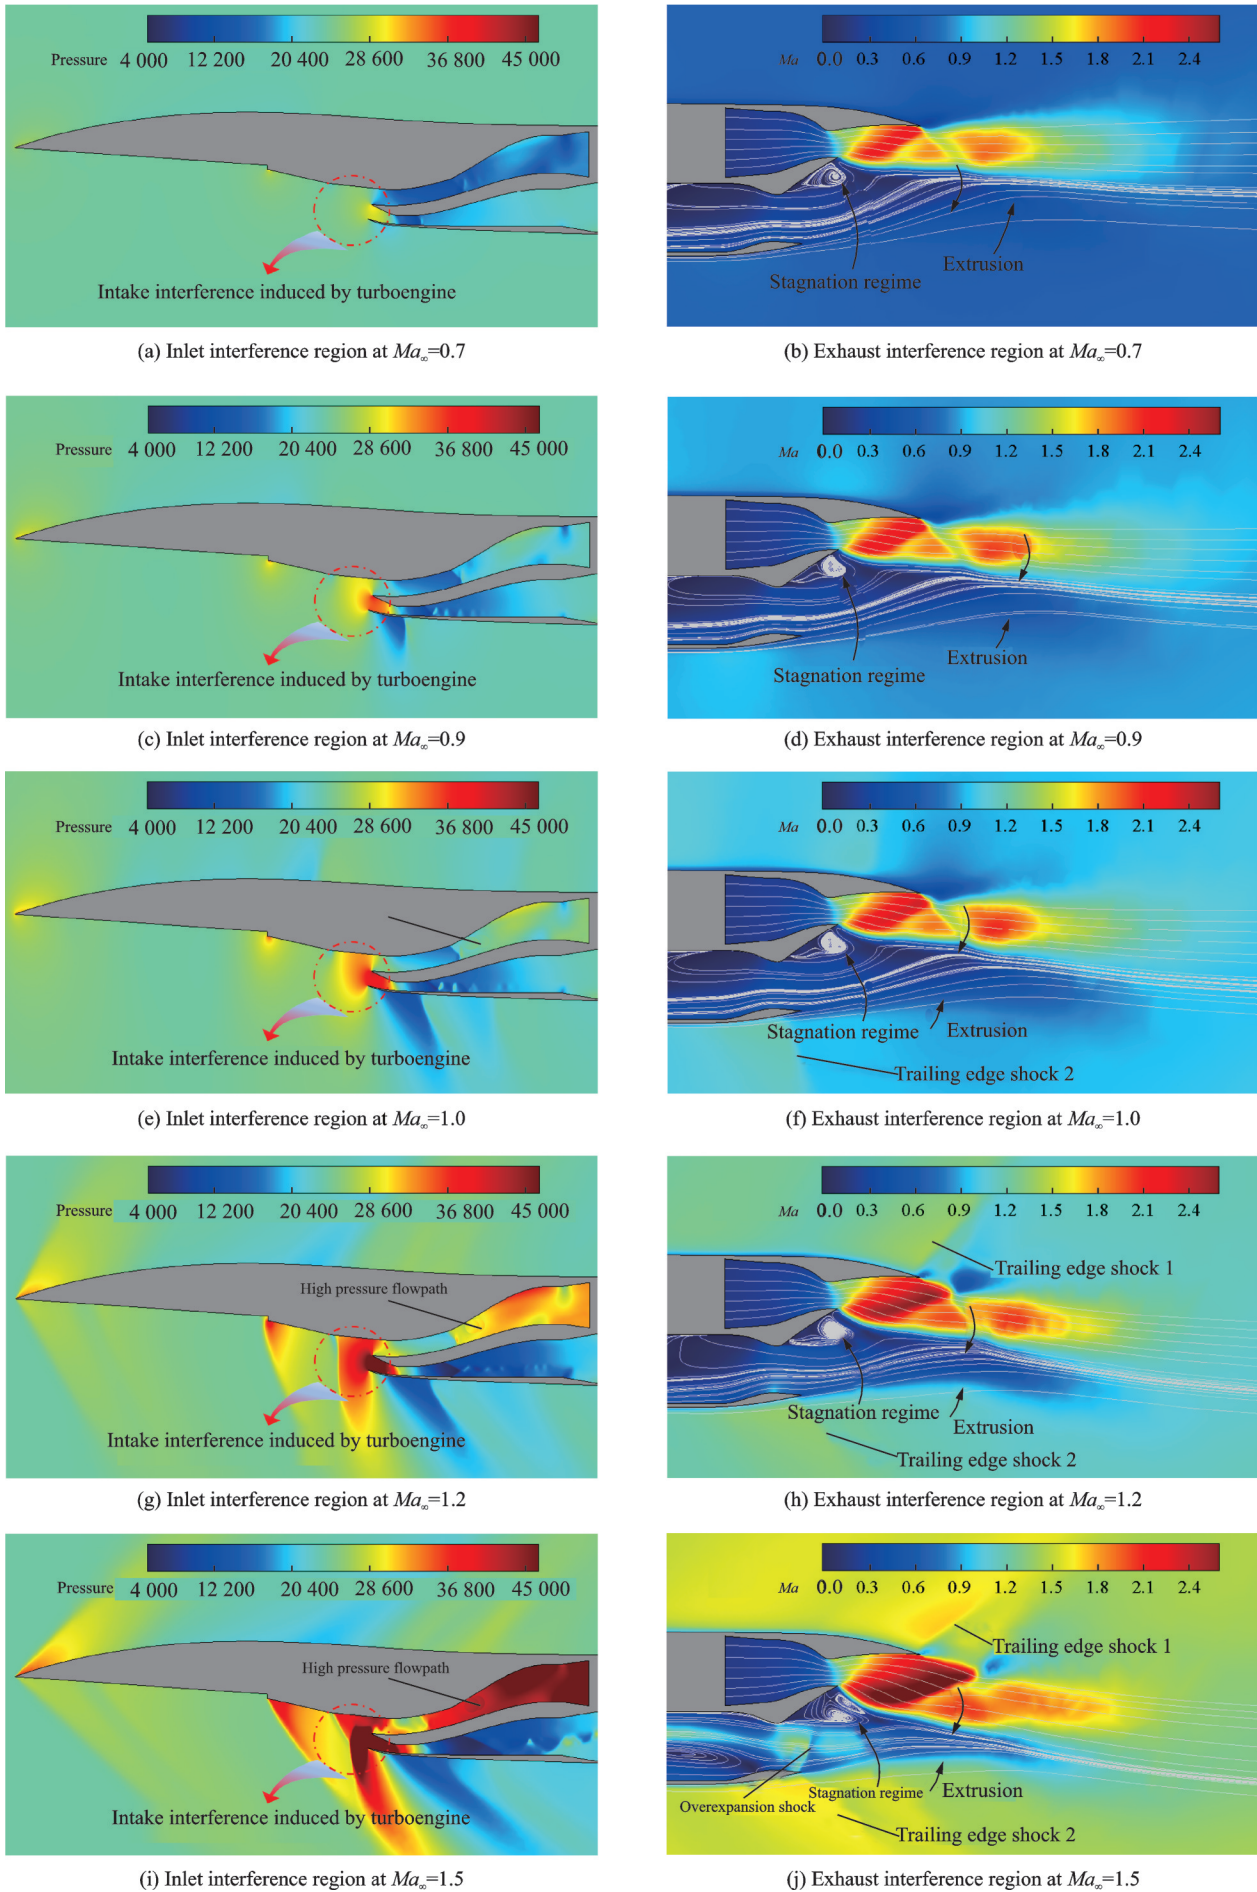 Pressure 4 000 12 200 20 400 28 600 36 800 45 000
Intake interference induced by turboengine
(a) Inlet interference region at Ma∞=0.7
Ma 0.0 0.3 0.6 0.9 1.2 1.5 1.8 2.1 2.4
Extrusion
Stagnation regime
(b) Exhaust interference region at Ma∞=0.7
Pressure 4 000 12 200 20 400 28 600 36 800 45 000
Intake interference induced by turboengine
(c) Inlet interference region at Ma∞=0.9
Ma 0.0 0.3 0.6 0.9 1.2 1.5 1.8 2.1 2.4
Extrusion
Stagnation regime
(d) Exhaust interference region at Ma∞=0.9
Pressure 4 000 12 200 20 400 28 600 36 800 45 000
Intake interference induced by turboengine
(e) Inlet interference region at Ma∞=1.0
Ma 0.0 0.3 0.6 0.9 1.2 1.5 1.8 2.1 2.4
Stagnation regime
Extrusion
Trailing edge shock 2
(f) Exhaust interference region at Ma∞=1.0
Pressure 4 000 12 200 20 400 28 600 36 800 45 000
High pressure flowpath
Intake interference induced by turboengine
(g) Inlet interference region at Ma∞=1.2
Ma 0.0 0.3 0.6 0.9 1.2 1.5 1.8 2.1 2.4
Trailing edge shock 1
Stagnation regime
Extrusion
Trailing edge shock 2
(h) Exhaust interference region at Ma∞=1.2
Pressure 4 000 12 200 20 400 28 600 36 800 45 000
High pressure flowpath
Intake interference induced by turboengine
(i) Inlet interference region at Ma∞=1.5
Ma 0.0 0.3 0.6 0.9 1.2 1.5 1.8 2.1 2.4
Trailing edge shock 1
Stagnation regime
Extrusion
Overexpansion shock
Trailing edge shock 2
(j) Exhaust interference region at Ma∞=1.5